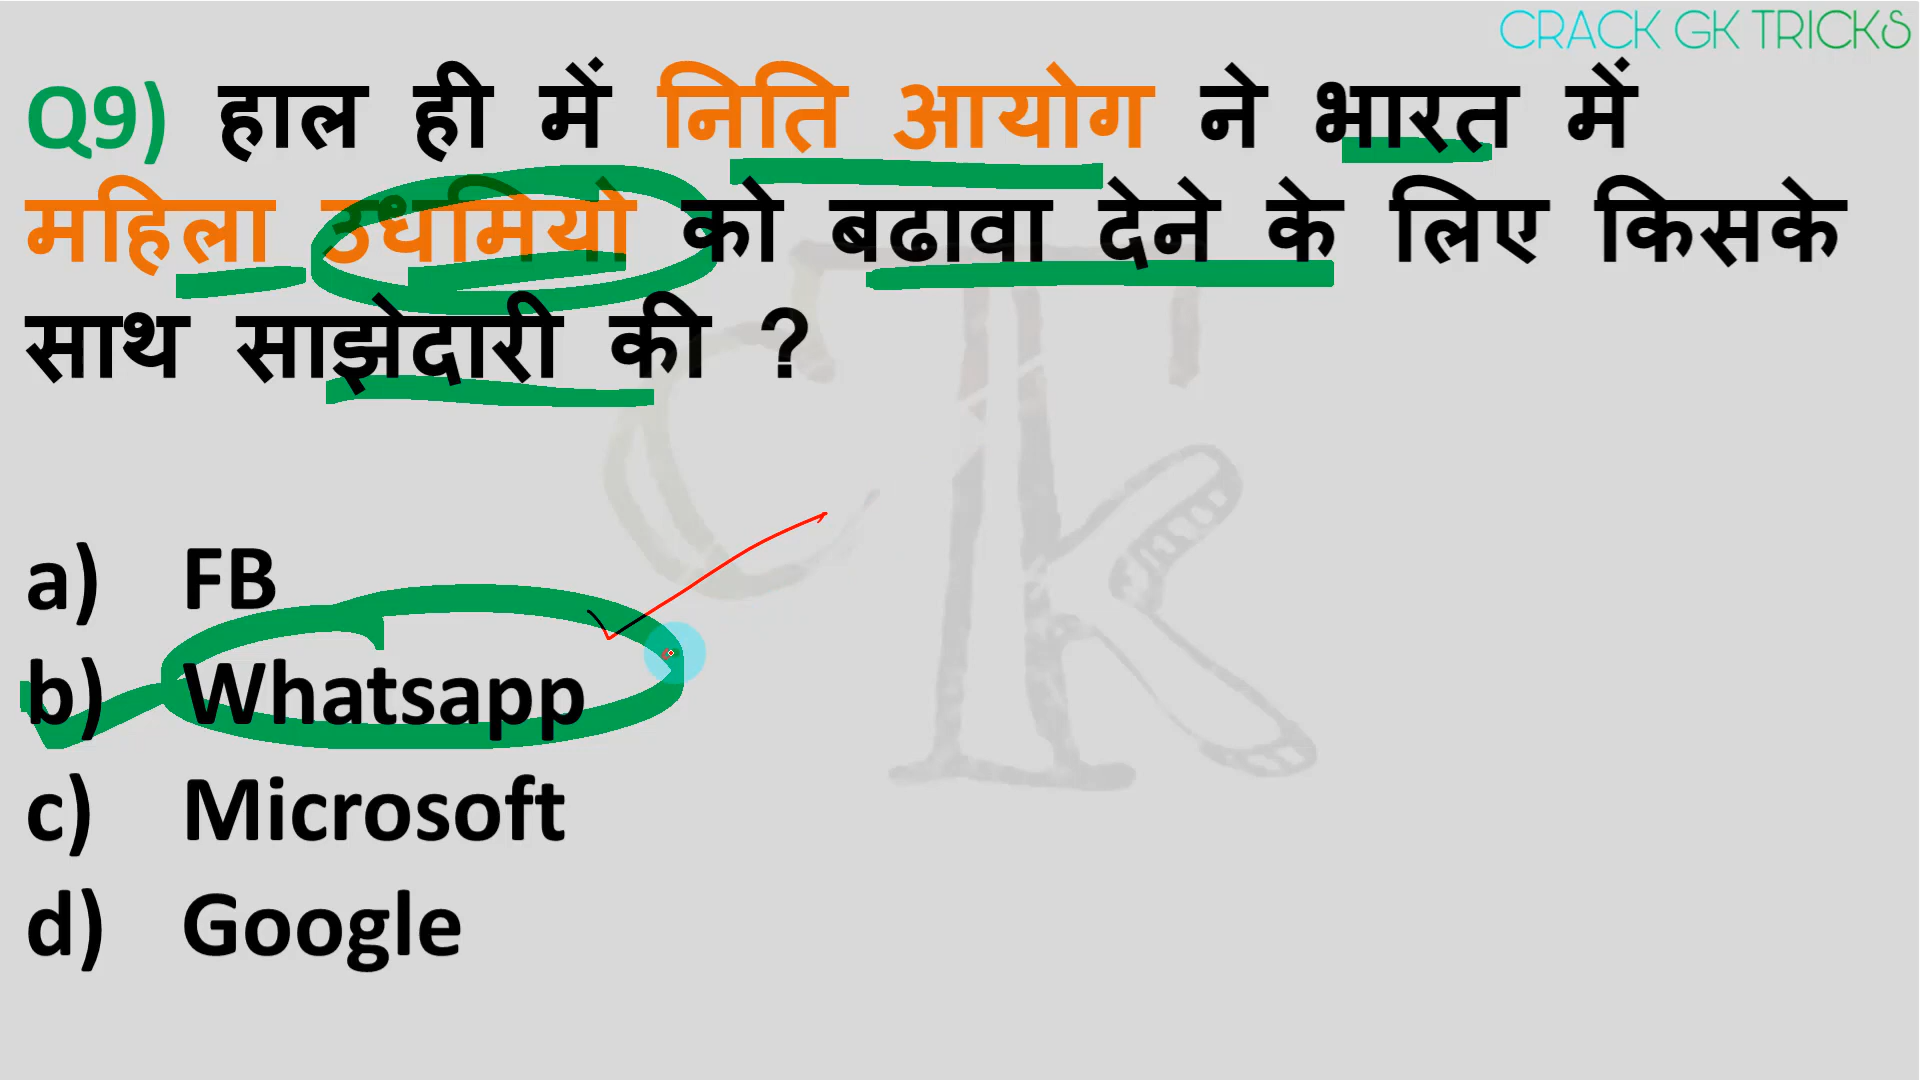 CRACK GK TRICKS
Q9) हाल ही में निति आयोग ने भारत में
महिला उधमियो को बढावा देने के लिए किसके
साथ साझेदारी की ?
a) FB
b) Whatsapp
c) Microsoft
d) Google